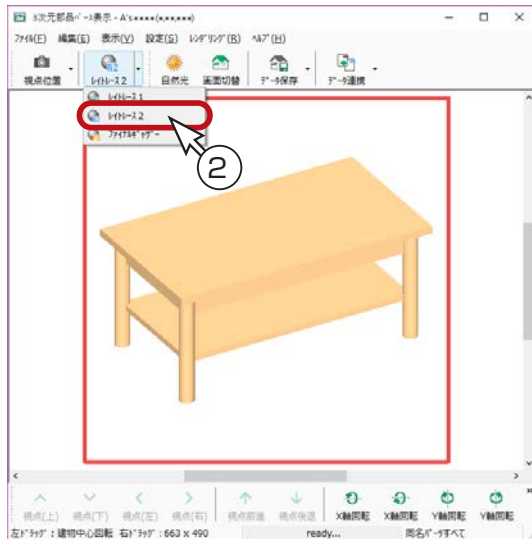 3次元部品ﾊﾟｰｽ表示 - A's∗∗∗∗(∗,∗∗,∗∗∗)
ﾌｧｲﾙ(F) 編集(E) 表示(V) 設定(S) ﾚﾝﾀﾞﾘﾝｸﾞ(R) ﾍﾙﾌﾟ(H)
視点位置 ﾚｲﾄﾚｰｽ2 自然光 画面切替 ﾃﾞｰﾀ保存 ﾃﾞｰﾀ連携
ﾚｲﾄﾚｰｽ1
ﾚｲﾄﾚｰｽ2
ﾌｧｲﾅﾙｷﾞｬｻﾞｰ
②
視点(上) 視点(下) 視点(左) 視点(右) 視点前進 視点後退 X軸回転 X軸回転 Y軸回転 Y軸回転
左ﾄﾞﾗｯｸﾞ：建物中心回転 右ﾄﾞﾗｯｸﾞ：663 x 490 ready... 同名ﾊﾟｰﾂすべて